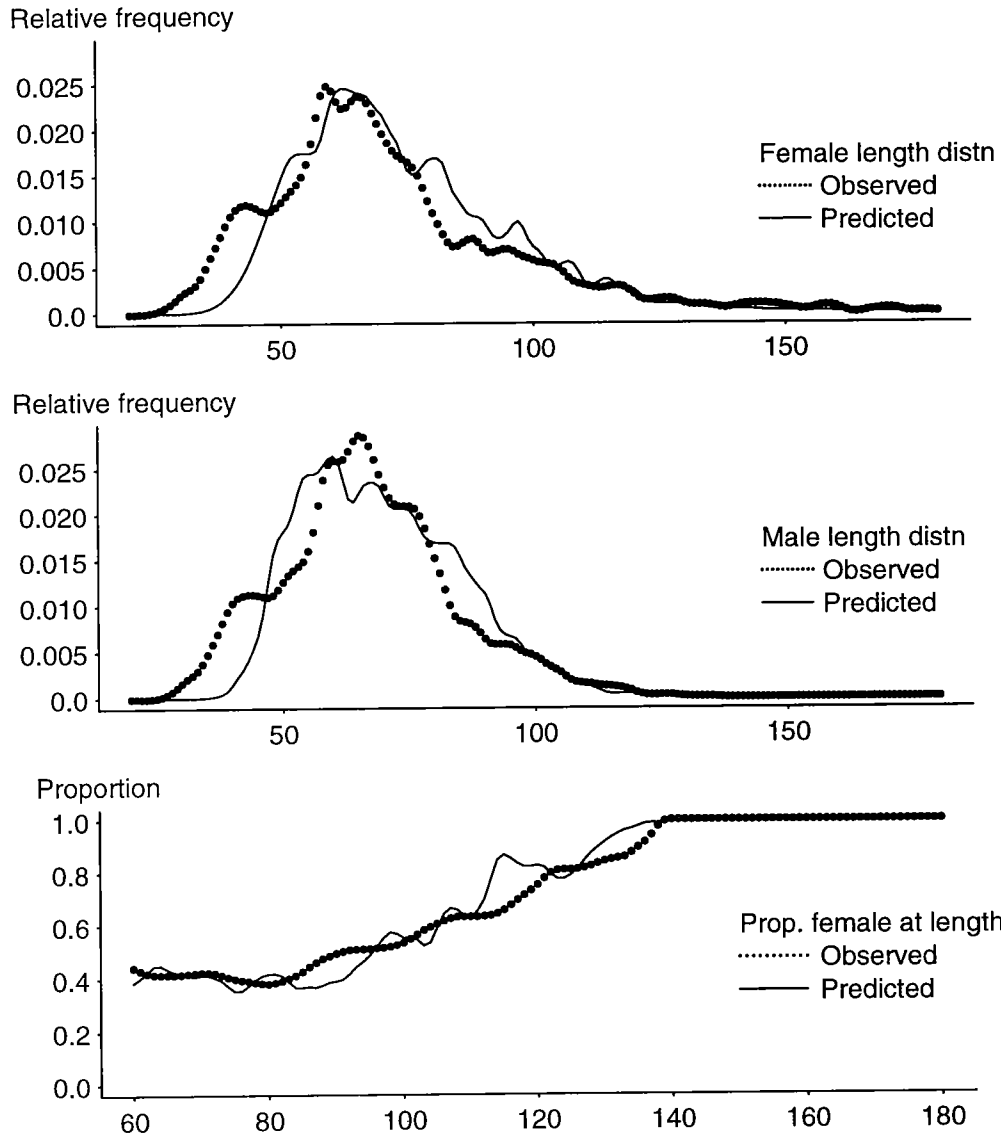 Relative frequency
0.025
0.020
0.015
0.010
0.005
0.0
Female length distn
Observed
Predicted
50 100 150
Relative frequency
0.025
0.020
0.015
0.010
0.005
0.0
Male length distn
Observed
Predicted
50 100 150
Proportion
1.0
0.8
0.6
0.4
0.2
0.0
Prop. female at length
Observed
Predicted
60 80 100 120 140 160 180